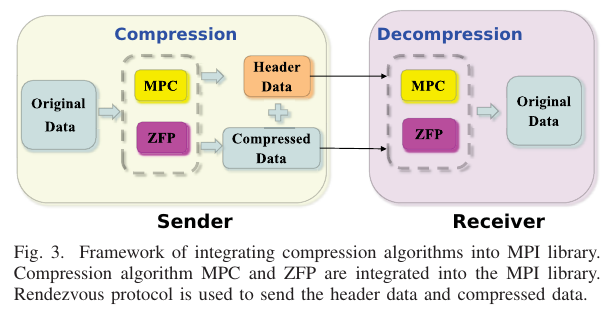 Compression
Decompression
Original
Data
MPC
ZFP
Header
Data
Compressed
Data
MPC
ZFP
Original
Data
Sender
Receiver
Fig. 3. Framework of integrating compression algorithms into MPI library.
Compression algorithm MPC and ZFP are integrated into the MPI library.
Rendezvous protocol is used to send the header data and compressed data.